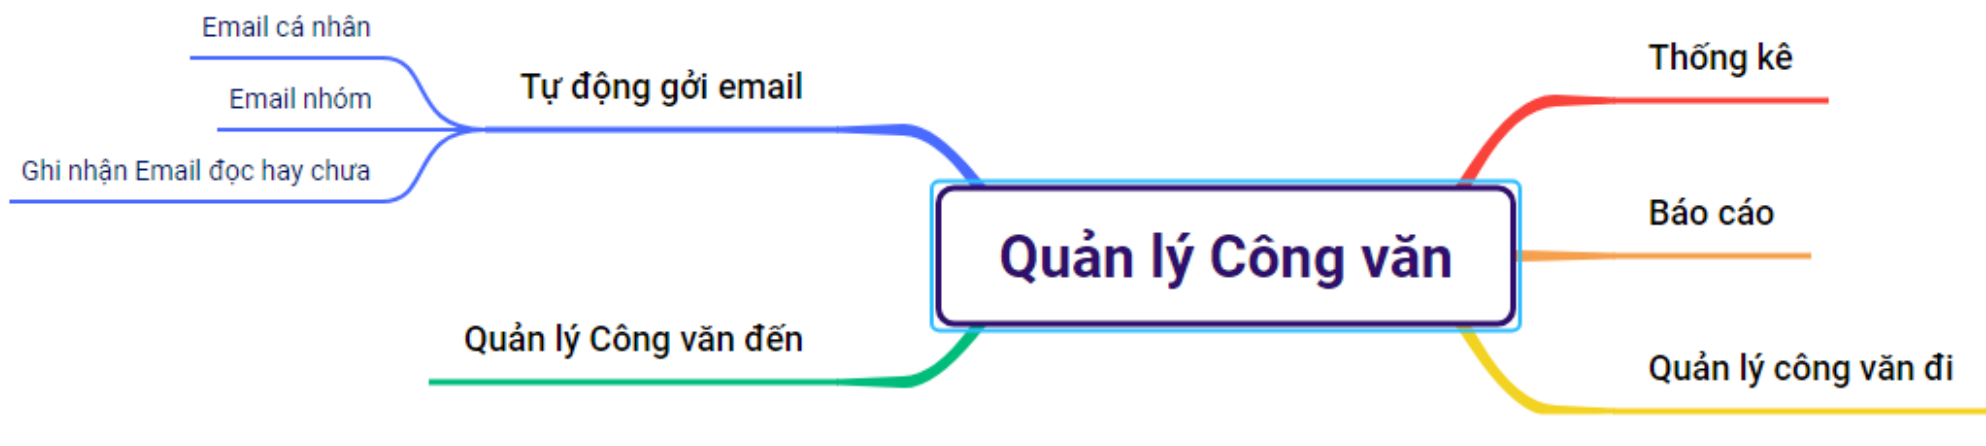 Email cá nhân
Email nhóm
Ghi nhận Email đọc hay chưa
Tự động gởi email
Quản lý Công văn đến
Quản lý Công văn
Thống kê
Báo cáo
Quản lý công văn đi